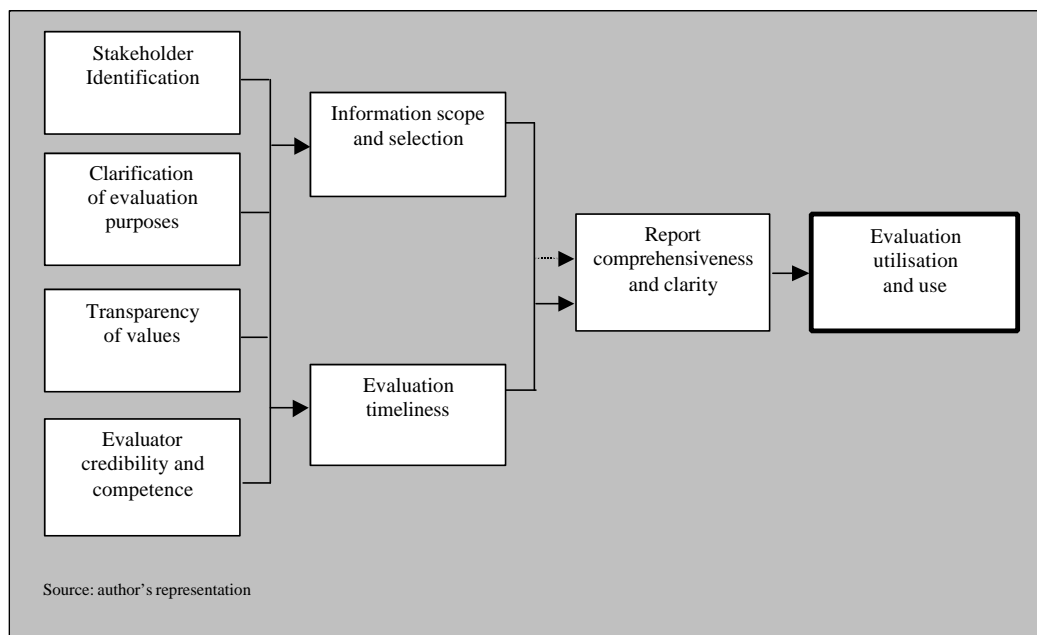 Stakeholder
Identification
Clarification
of evaluation
purposes
Transparency
of values
Evaluator
credibility and
competence
Information scope
and selection
Evaluation
timeliness
Report
comprehensiveness
and clarity
Evaluation
utilisation
and use
Source: author's representation